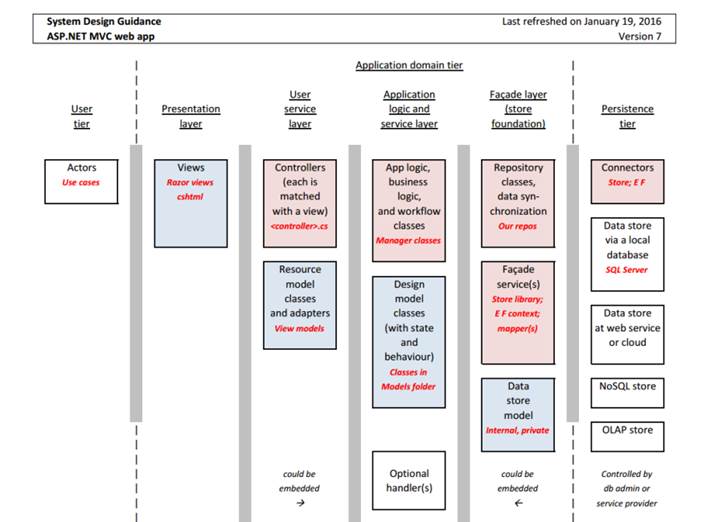 System Design Guidance
Last refreshed on January 19, 2016
ASP.NET MVC web app
Version 7
Application domain tier
User
tier
Presentation
layer
User
service
layer
Application
logic and
service layer
Façade layer
(store
foundation)
Persistence
tier
Actors
Use cases
Views
Razor views
cshtml
Controllers
(each is
matched
with a view)
<controller>.cs
Resource
model
classes
and adapters
View models
could be
embedded
→
App logic,
business
logic,
and workflow
classes
Manager classes
Design
model
classes
(with state
and
behaviour)
Classes in
Models folder
Optional
handler(s)
Repository
classes,
data syn-
chronization
Our repos
Façade
service(s)
Store library;
E F context;
mapper(s)
Data
store
model
Internal, private
could be
embedded
←
Connectors
Store; E F
Data store
via a local
database
SQL Server
Data store
at web service
or cloud
NoSQL store
OLAP store
Controlled by
db admin or
service provider